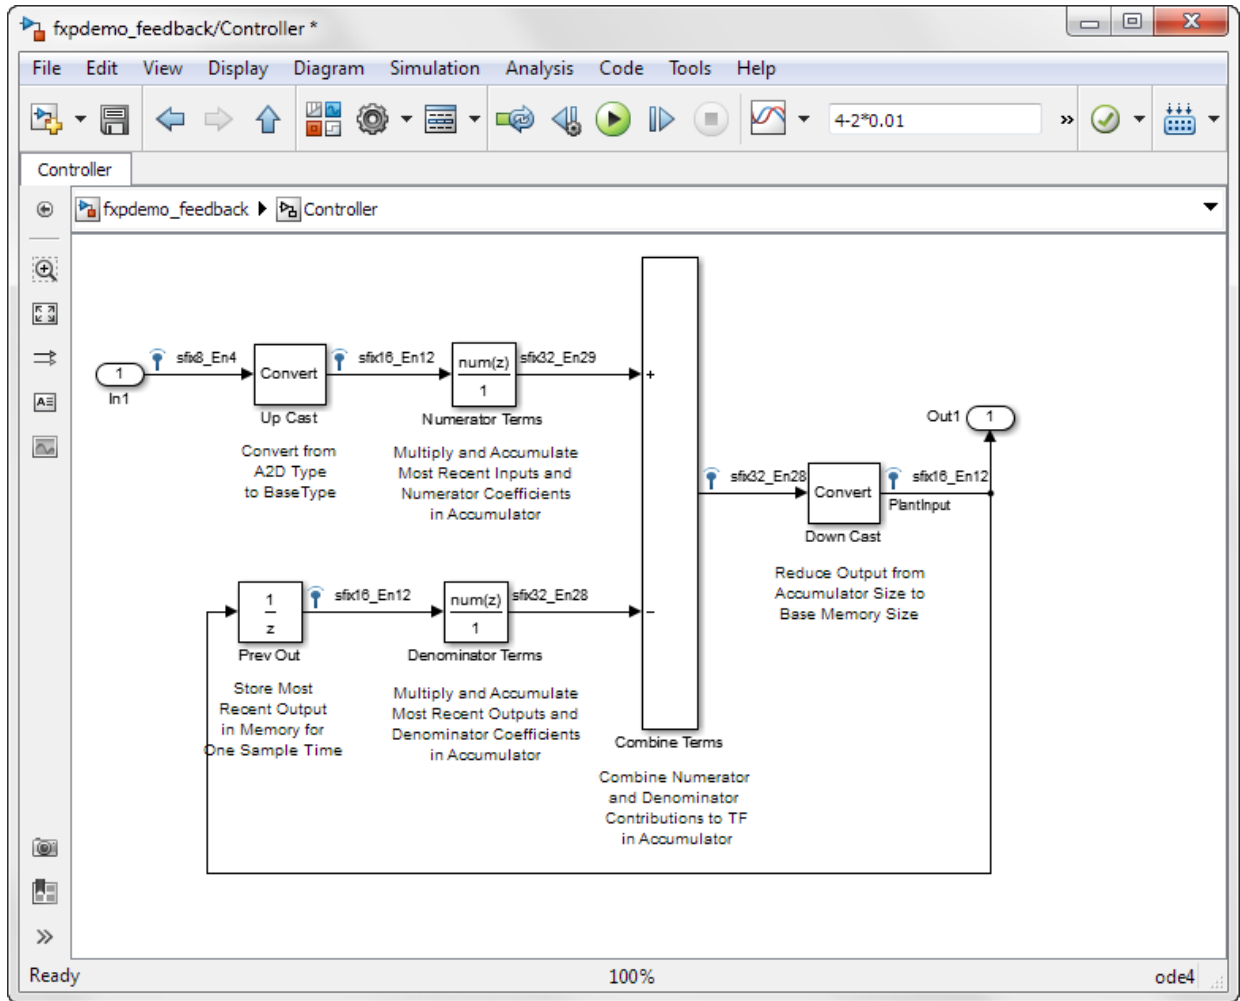 fxpdemo_feedback/Controller *
File Edit View Display Diagram Simulation Analysis Code Tools Help
4-2*0.01
Controller
fxpdemo_feedback Controller
sfix8_En4
sfix16_En12
sfix32_En29
1
In1
Convert
Up Cast
num(z)
1
Numerator Terms
+
Convert from
A2D Type
to BaseType
Multiply and Accumulate
Most Recent Inputs and
Numerator Coefficients
in Accumulator
Out1
1
sfix32_En28
Convert
Down Cast
sfix16_En12
PlantInput
Reduce Output from
Accumulator Size to
Base Memory Size
1
z
Prev Out
sfix16_En12
num(z)
1
Denominator Terms
sfix32_En28
−
Store Most
Recent Output
in Memory for
One Sample Time
Multiply and Accumulate
Most Recent Outputs and
Denominator Coefficients
in Accumulator
Combine Terms
Combine Numerator
and Denominator
Contributions to TF
in Accumulator
Ready 100% ode4